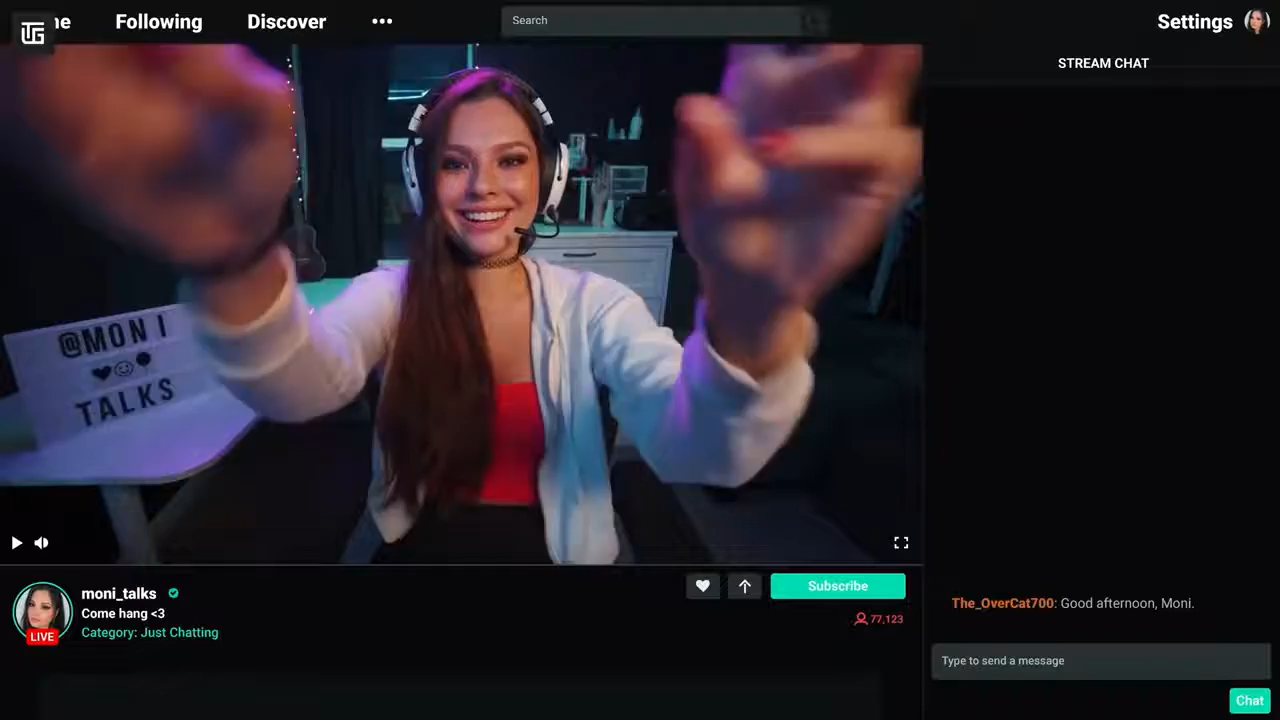 Following
Discover
Search
Settings
STREAM CHAT
@MONI
TALKS
moni_talks
Come hang <3
Category: Just Chatting
LIVE
Subscribe
77,123
The_OverCat700: Good afternoon, Moni.
Type to send a message
Chat